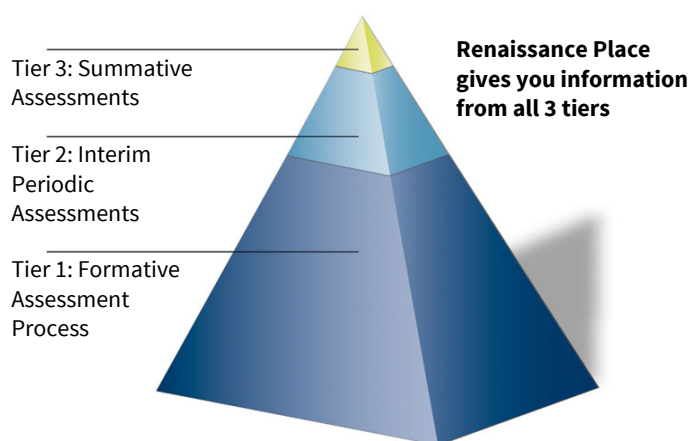 Tier 3: Summative
Assessments
Renaissance Place
gives you information
from all 3 tiers
Tier 2: Interim
Periodic
Assessments
Tier 1: Formative
Assessment
Process